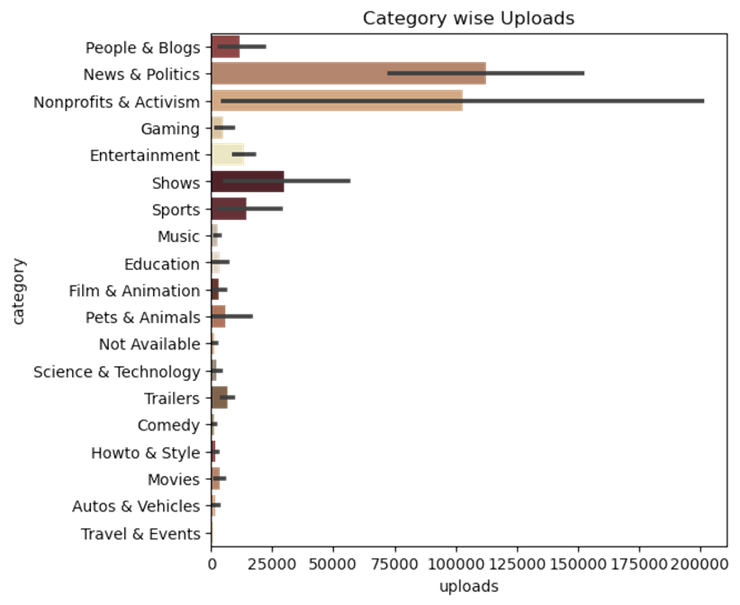 Category wise Uploads
People & Blogs
News & Politics
Nonprofits & Activism
Gaming
Entertainment
Shows
Sports
Music
Education
Film & Animation
Pets & Animals
Not Available
Science & Technology
Trailers
Comedy
Howto & Style
Movies
Autos & Vehicles
Travel & Events
category
0 25000 50000 75000 100000 125000 150000 175000 200000
uploads